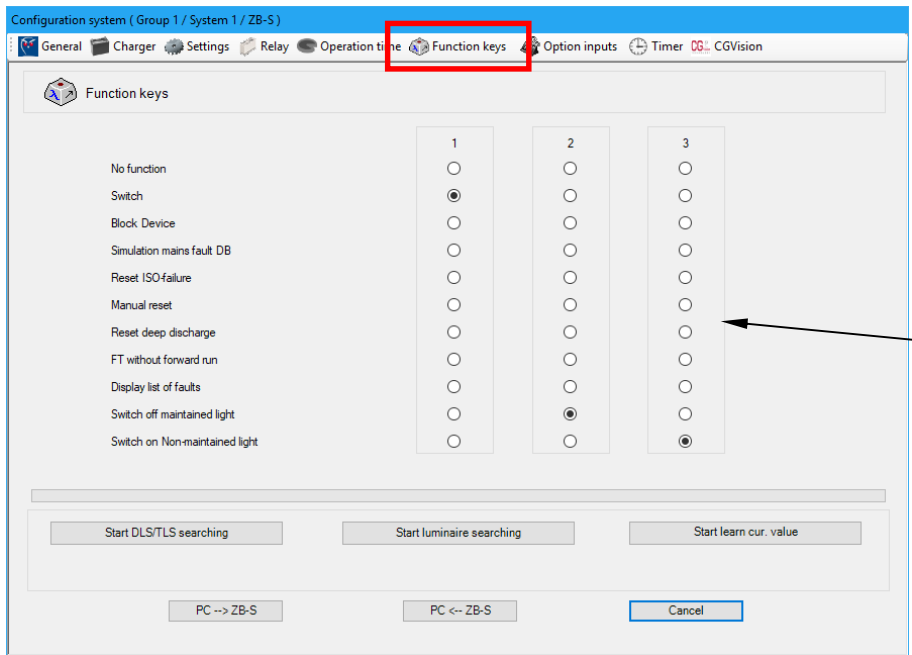 Configuration system ( Group 1 / System 1 / ZB-S )
General Charger Settings Relay Operation time Function keys Option inputs Timer CG CGVision
Function keys
1 2 3
No function
Switch
Block Device
Simulation mains fault DB
Reset ISO-failure
Manual reset
Reset deep discharge
FT without forward run
Display list of faults
Switch off maintained light
Switch on Non-maintained light
Start DLS/TLS searching Start luminaire searching Start learn cur. value
PC --> ZB-S PC <-- ZB-S Cancel